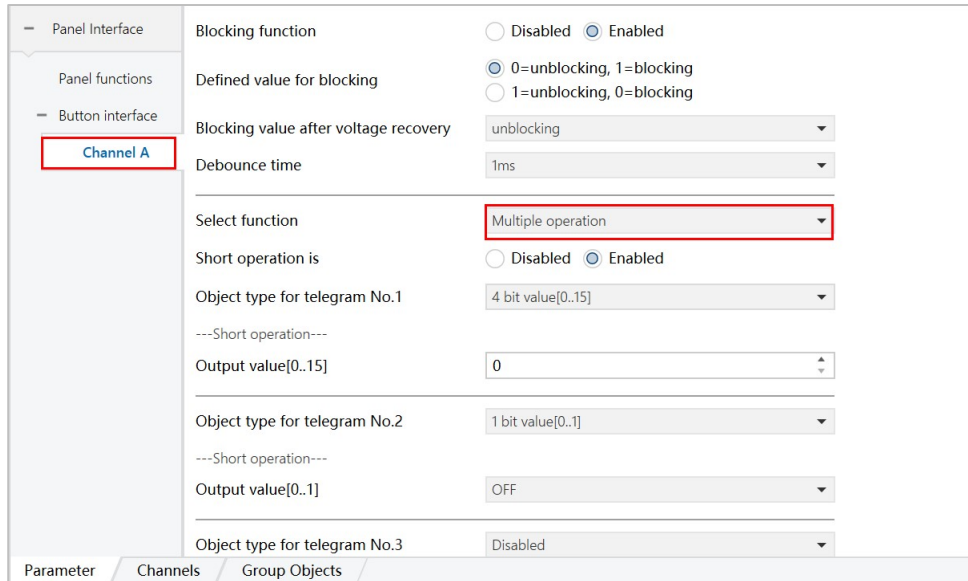 Panel Interface
Panel functions
Button interface
Channel A
Blocking function
Disabled Enabled
Defined value for blocking
0=unblocking, 1=blocking
1=unblocking, 0=blocking
Blocking value after voltage recovery
unblocking
Debounce time
1ms
Select function
Multiple operation
Short operation is
Disabled Enabled
Object type for telegram No.1
4 bit value[0..15]
---Short operation---
Output value[0..15]
0
Object type for telegram No.2
1 bit value[0..1]
---Short operation---
Output value[0..1]
OFF
Object type for telegram No.3
Disabled
Parameter Channels Group Objects